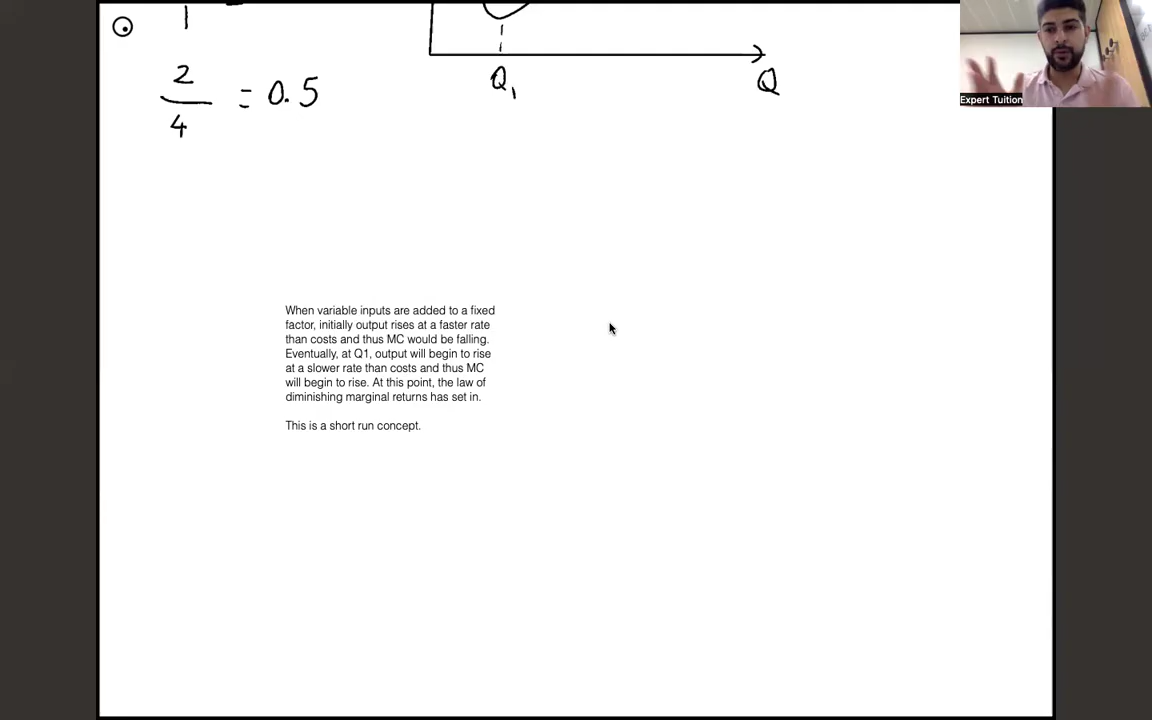 2
4
= 0.5
Q1
Q
Expert Tuition
When variable inputs are added to a fixed
factor, initially output rises at a faster rate
than costs and thus MC would be falling.
Eventually, at Q1, output will begin to rise
at a slower rate than costs and thus MC
will begin to rise. At this point, the law of
diminishing marginal returns has set in.
This is a short run concept.